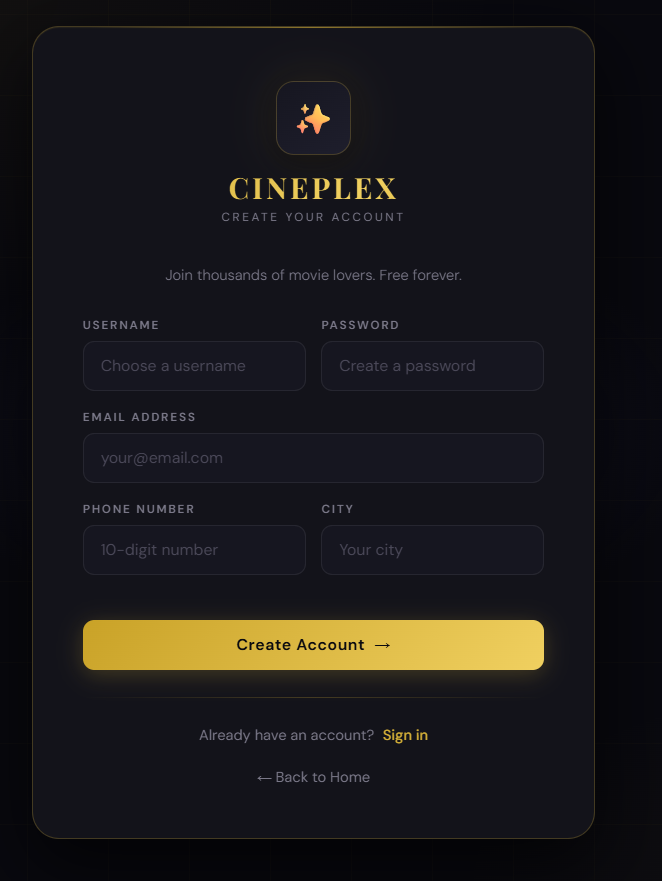 CINEPLEX
CREATE YOUR ACCOUNT
Join thousands of movie lovers. Free forever.
USERNAME PASSWORD
Choose a username Create a password
EMAIL ADDRESS
your@email.com
PHONE NUMBER CITY
10-digit number Your city
Create Account →
Already have an account? Sign in
← Back to Home